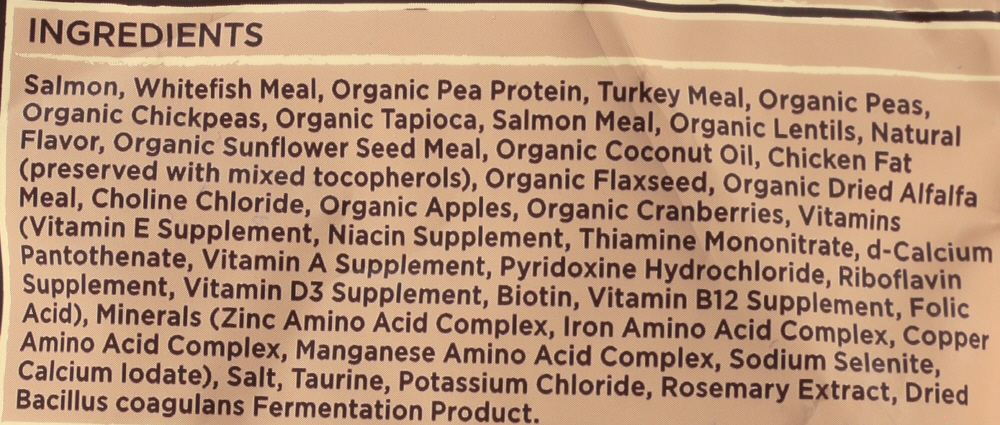 INGREDIENTS
Salmon, Whitefish Meal, Organic Pea Protein, Turkey Meal, Organic Peas,
Organic Chickpeas, Organic Tapioca, Salmon Meal, Organic Lentils, Natural
Flavor, Organic Sunflower Seed Meal, Organic Coconut Oil, Chicken Fat
(preserved with mixed tocopherols), Organic Flaxseed, Organic Dried Alfalfa
Meal, Choline Chloride, Organic Apples, Organic Cranberries, Vitamins
(Vitamin E Supplement, Niacin Supplement, Thiamine Mononitrate, d-Calcium
Pantothenate, Vitamin A Supplement, Pyridoxine Hydrochloride, Riboflavin
Supplement, Vitamin D3 Supplement, Biotin, Vitamin B12 Supplement, Folic
Acid), Minerals (Zinc Amino Acid Complex, Iron Amino Acid Complex, Copper
Amino Acid Complex, Manganese Amino Acid Complex, Sodium Selenite,
Calcium Iodate), Salt, Taurine, Potassium Chloride, Rosemary Extract, Dried
Bacillus coagulans Fermentation Product.